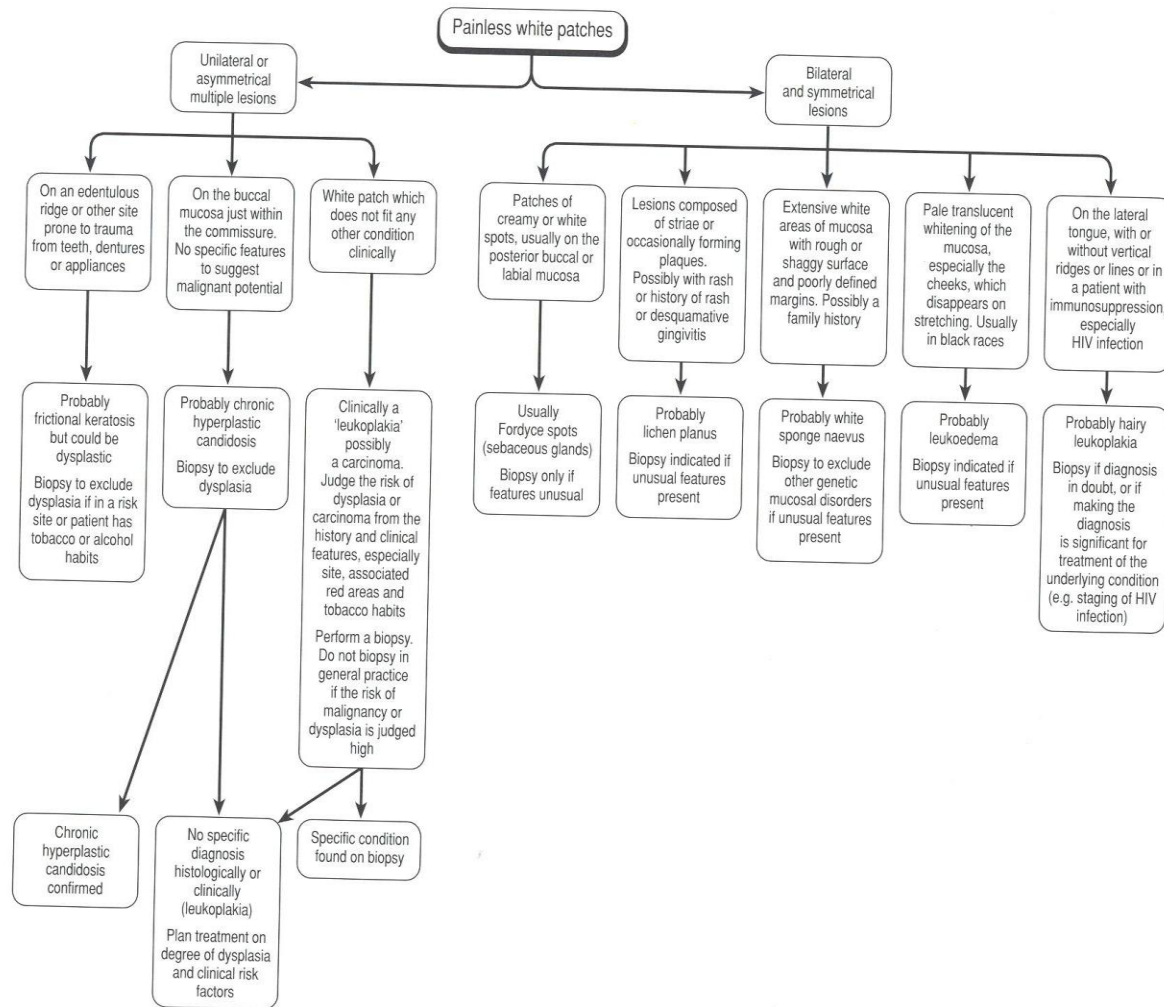 Painless white patches
Unilateral or
asymmetrical
multiple lesions
Bilateral
and symmetrical
lesions
On an edentulous
ridge or other site
prone to trauma
from teeth, dentures
or appliances
On the buccal
mucosa just within
the commissure.
No specific features
to suggest
malignant potential
White patch which
does not fit any
other condition
clinically
Patches of
creamy or white
spots, usually on the
posterior buccal or
labial mucosa
Lesions composed
of striae or
occasionally forming
plaques.
Possibly with rash
or history of rash
or desquamative
gingivitis
Extensive white
areas of mucosa
with rough or
shaggy surface
and poorly defined
margins. Possibly a
family history
Pale translucent
whitening of the
mucosa,
especially the
cheeks, which
disappears on
stretching. Usually
in black races
On the lateral
tongue, with or
without vertical
ridges or lines or in
a patient with
immunosuppression,
especially
HIV infection
Probably
frictional keratosis
but could be
dysplastic
Biopsy to exclude
dysplasia if in a risk
site or patient has
tobacco or alcohol
habits
Probably chronic
hyperplastic
candidosis
Biopsy to exclude
dysplasia
Clinically a
‘leukoplakia’
possibly
a carcinoma.
Judge the risk of
dysplasia or
carcinoma from the
history and clinical
features, especially
site, associated
red areas and
tobacco habits
Perform a biopsy.
Do not biopsy in
general practice
if the risk of
malignancy or
dysplasia is judged
high
Usually
Fordyce spots
(sebaceous glands)
Biopsy only if
features unusual
Probably
lichen planus
Biopsy indicated if
unusual features
present
Probably white
sponge naevus
Biopsy to exclude
other genetic
mucosal disorders
if unusual features
present
Probably
leukoedema
Biopsy indicated if
unusual features
present
Probably hairy
leukoplakia
Biopsy if diagnosis
in doubt, or if
making the
diagnosis
is significant for
treatment of the
underlying condition
(e.g. staging of HIV
infection)
Chronic
hyperplastic
candidosis
confirmed
No specific
diagnosis
histologically or
clinically
(leukoplakia)
Plan treatment on
degree of dysplasia
and clinical risk
factors
Specific condition
found on biopsy